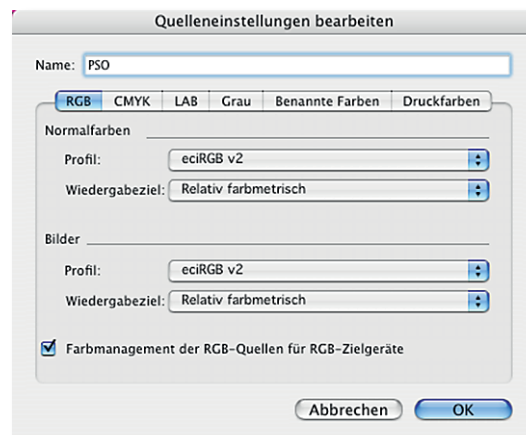 Quelleneinstellungen bearbeiten
Name: PSO
RGB CMYK LAB Grau Benannte Farben Druckfarben
Normalfarben
Profil: eciRGB v2
Wiedergabeziel: Relativ farbmetrisch
Bilder
Profil: eciRGB v2
Wiedergabeziel: Relativ farbmetrisch
Farbmanagement der RGB-Quellen für RGB-Zielgeräte
Abbrechen OK